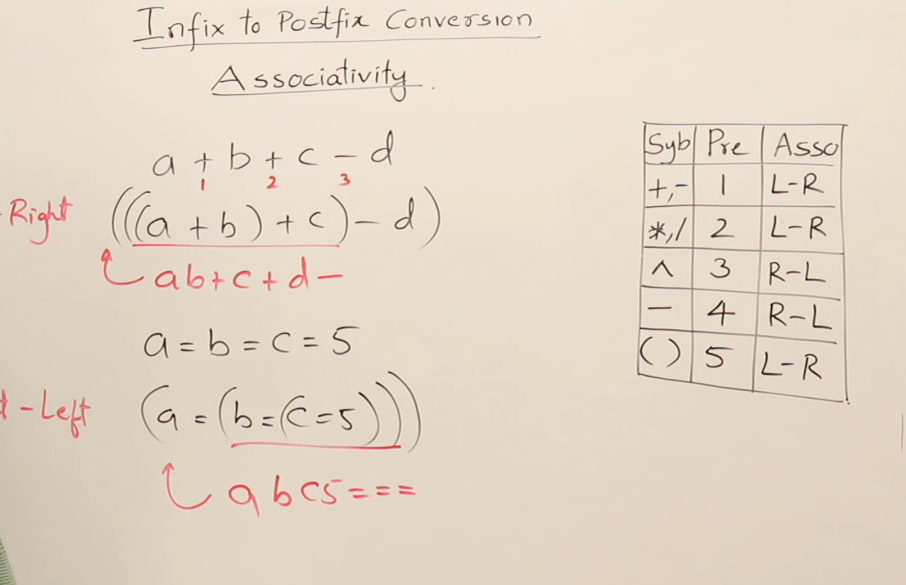 Infix to Postfix Conversion
Associativity.
a + b + c - d
1 2 3
Right (((a + b) + c) - d)
ab+c+d-
a = b = c = 5
-Left (a = (b = (c = 5)))
abc5===
Syb Pre Asso
+,- 1 L-R
*,/ 2 L-R
^ 3 R-L
- 4 R-L
( ) 5 L-R